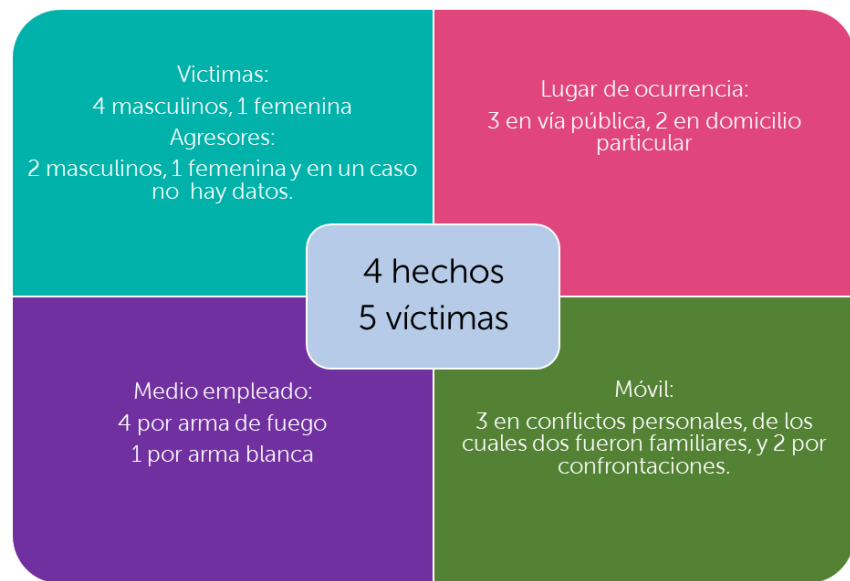 Victimas:
4 masculinos, 1 femenina
Agresores:
2 masculinos, 1 femenina y en un caso
no hay datos.
Lugar de ocurrencia:
3 en vía pública, 2 en domicilio
particular
4 hechos
5 víctimas
Medio empleado:
4 por arma de fuego
1 por arma blanca
Móvil:
3 en conflictos personales, de los
cuales dos fueron familiares, y 2 por
confrontaciones.